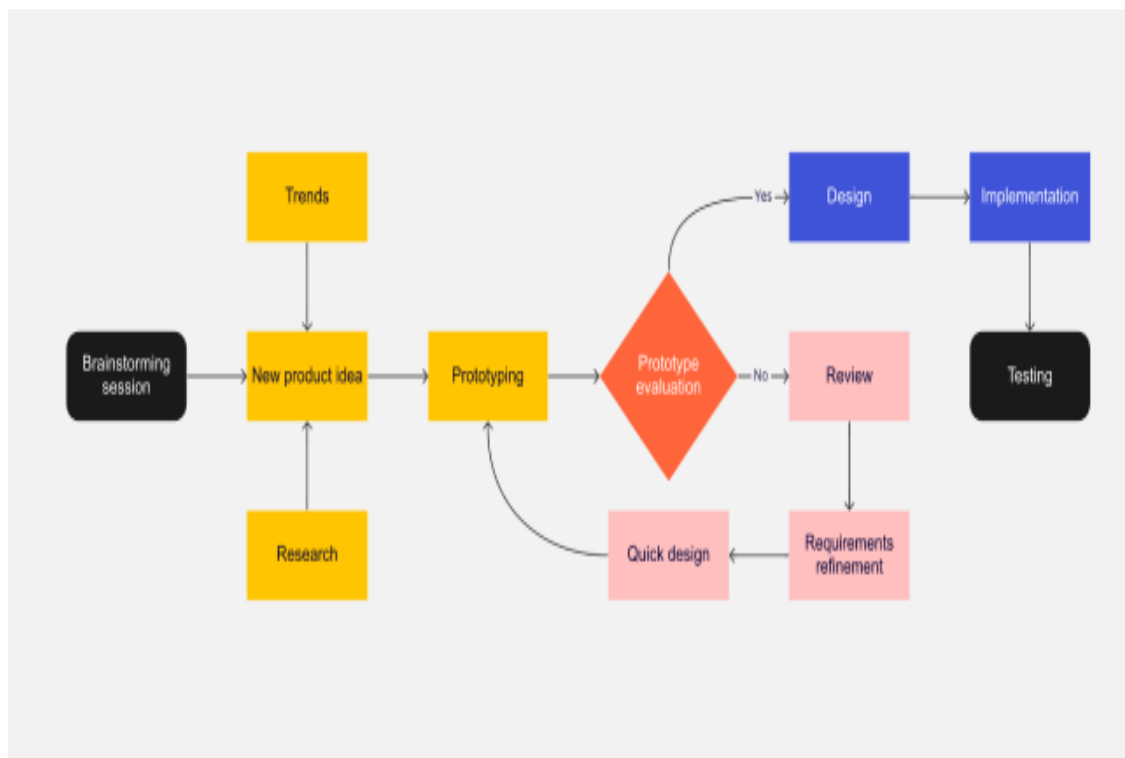 Trends
Yes
Design
Implementation
Brainstorming
session
New product idea
Prototyping
Prototype
evaluation
No
Review
Testing
Research
Quick design
Requirements
refinement